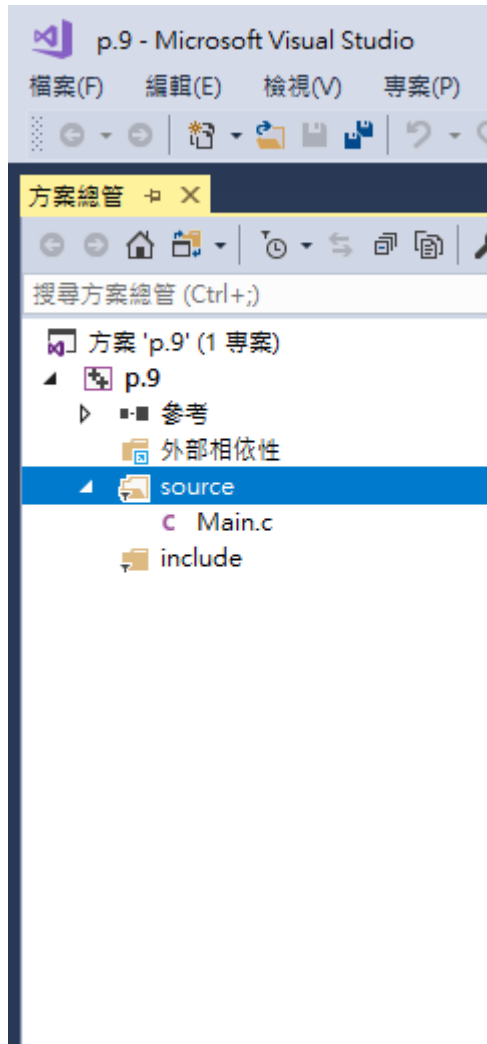 p.9 - Microsoft Visual Studio
檔案(F) 編輯(E) 檢視(V) 專案(P)
方案總管
搜尋方案總管 (Ctrl+;)
方案 'p.9' (1 專案)
p.9
參考
外部相依性
source
C Main.c
include